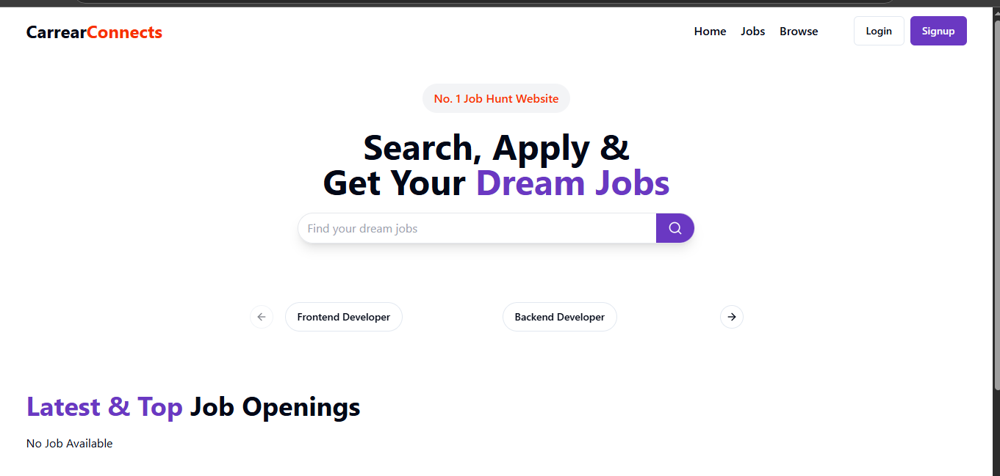 CarrearConnects
Home Jobs Browse Login Signup
No. 1 Job Hunt Website
Search, Apply &
Get Your Dream Jobs
Find your dream jobs
Frontend Developer Backend Developer
Latest & Top Job Openings
No Job Available